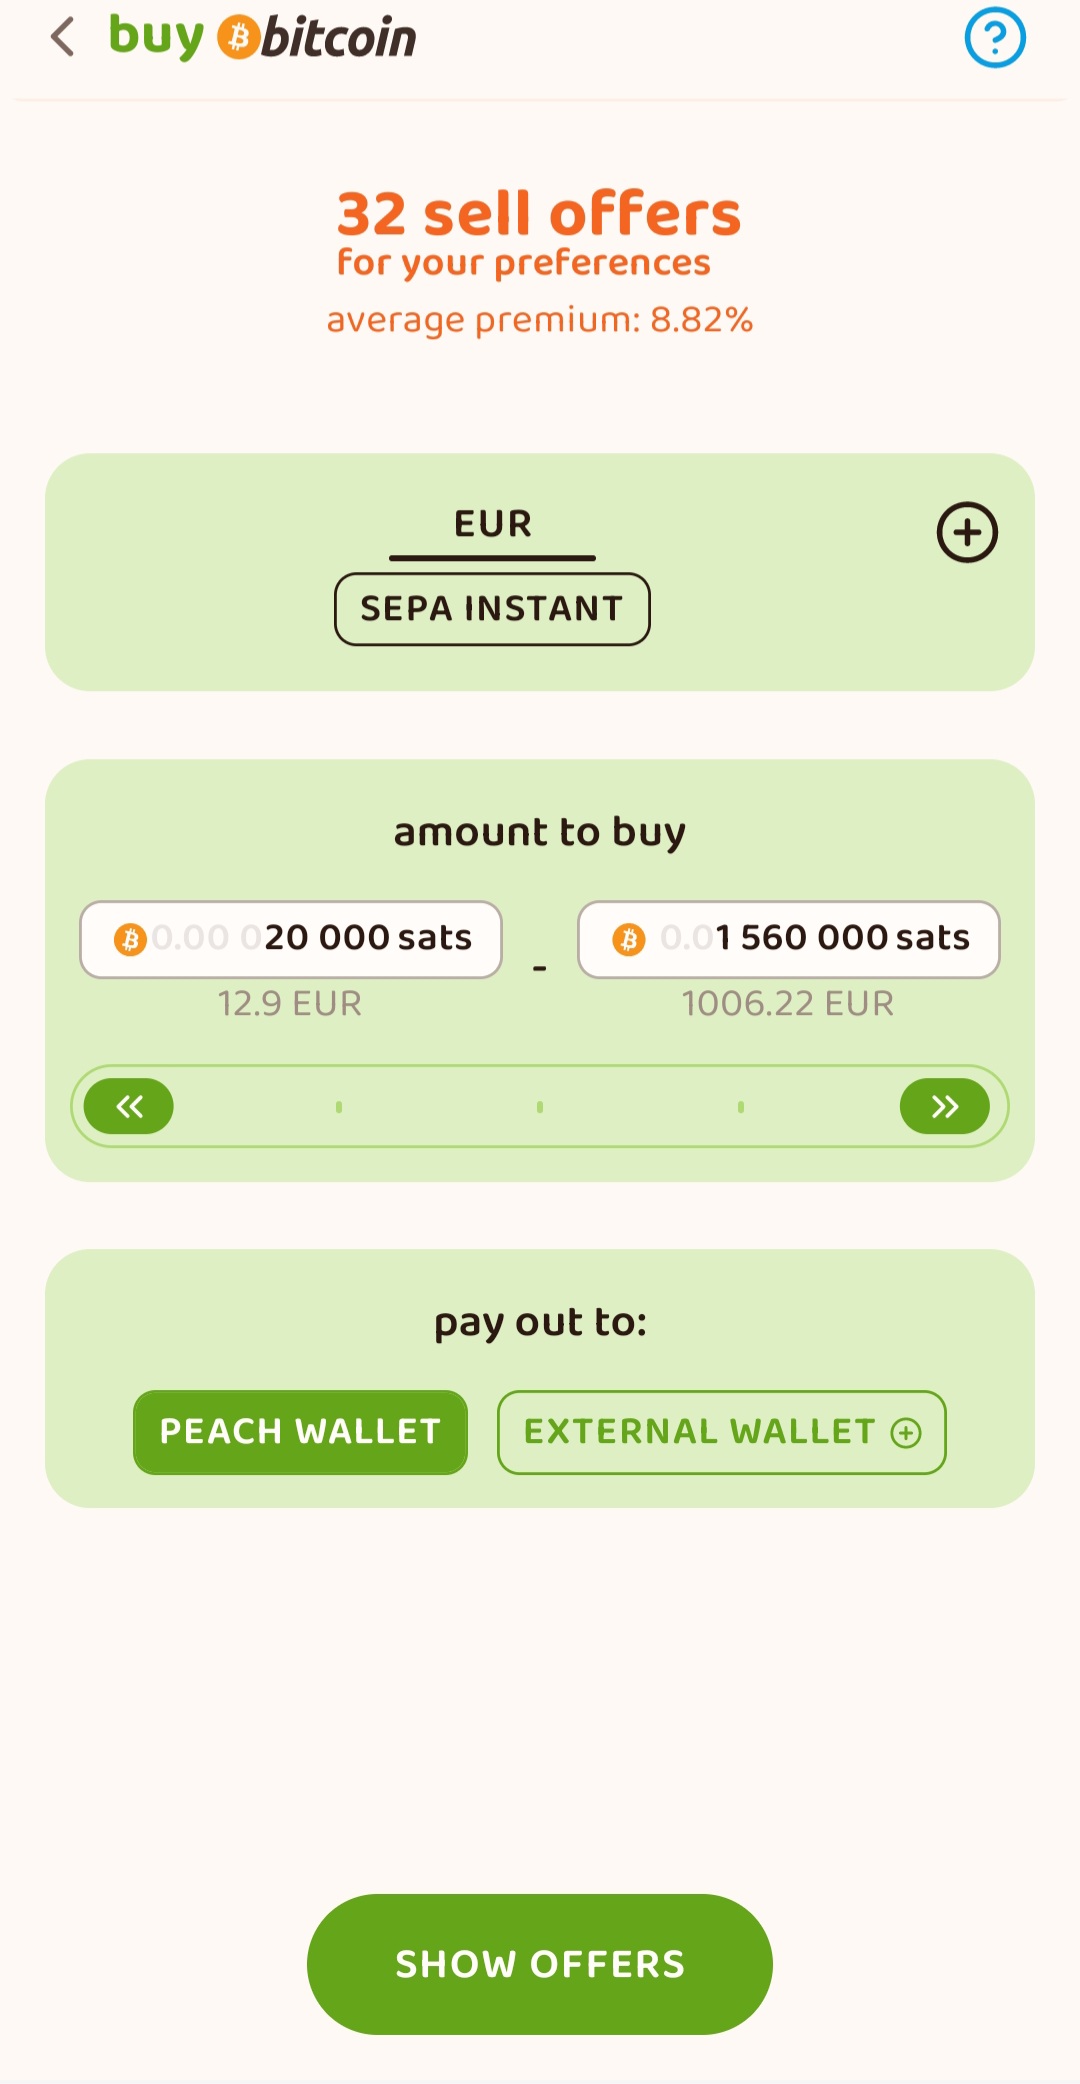 buy bitcoin
32 sell offers
for your preferences
average premium: 8.82%
EUR
SEPA INSTANT
amount to buy
0.00 020 000 sats - 0.01 560 000 sats
12.9 EUR 1006.22 EUR
pay out to:
PEACH WALLET EXTERNAL WALLET
SHOW OFFERS